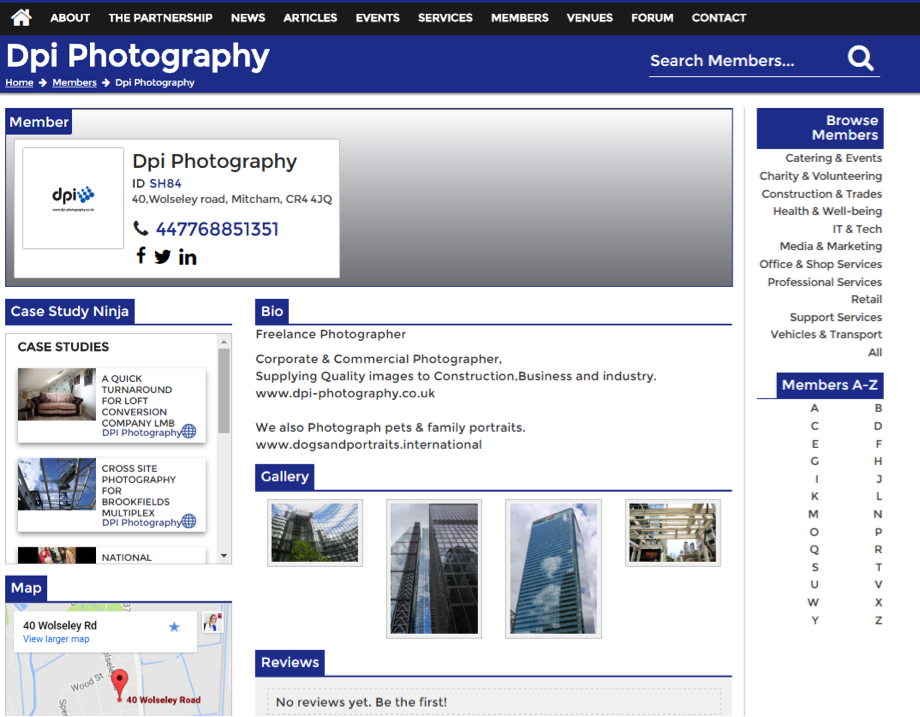 ABOUT THE PARTNERSHIP NEWS ARTICLES EVENTS SERVICES MEMBERS VENUES FORUM CONTACT
Dpi Photography
Search Members...
Home → Members → Dpi Photography
Member
dpi
www.dpi-photography.co.uk
Dpi Photography
ID SH84
40,Wolseley road, Mitcham, CR4 4JQ
447768851351
Case Study Ninja
CASE STUDIES
A QUICK
TURNAROUND
FOR LOFT
CONVERSION
COMPANY LMB
DPI Photography
CROSS SITE
PHOTOGRAPHY
FOR
BROOKFIELDS
MULTIPLEX
DPI Photography
NATIONAL
Map
40 Wolseley Rd
View larger map
Wood St
40 Wolseley Road
Bio
Freelance Photographer
Corporate & Commercial Photographer,
Supplying Quality images to Construction,Business and industry.
www.dpi-photography.co.uk
We also Photograph pets & family portraits.
www.dogsandportraits.international
Gallery
Reviews
No reviews yet. Be the first!
Browse
Members
Catering & Events
Charity & Volunteering
Construction & Trades
Health & Well-being
IT & Tech
Media & Marketing
Office & Shop Services
Professional Services
Retail
Support Services
Vehicles & Transport
All
Members A-Z
A B
C D
E F
G H
I J
K L
M N
O P
Q R
S T
U V
W X
Y Z